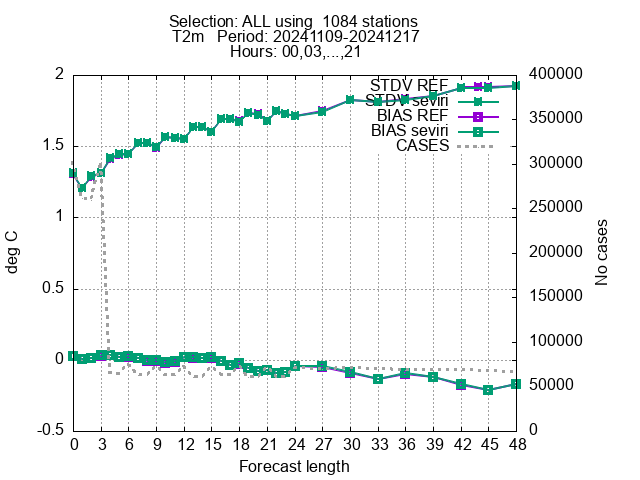 Selection: ALL using  1084 stations
T2m   Period: 20241109-20241217
Hours: 00,03,...,21
STDV REF
STDV seviri
BIAS REF
BIAS seviri
CASES
2
1.5
1
0.5
0
-0.5
deg C
400000
350000
300000
250000
200000
150000
100000
50000
0
No cases
0 3 6 9 12 15 18 21 24 27 30 33 36 39 42 45 48
Forecast length